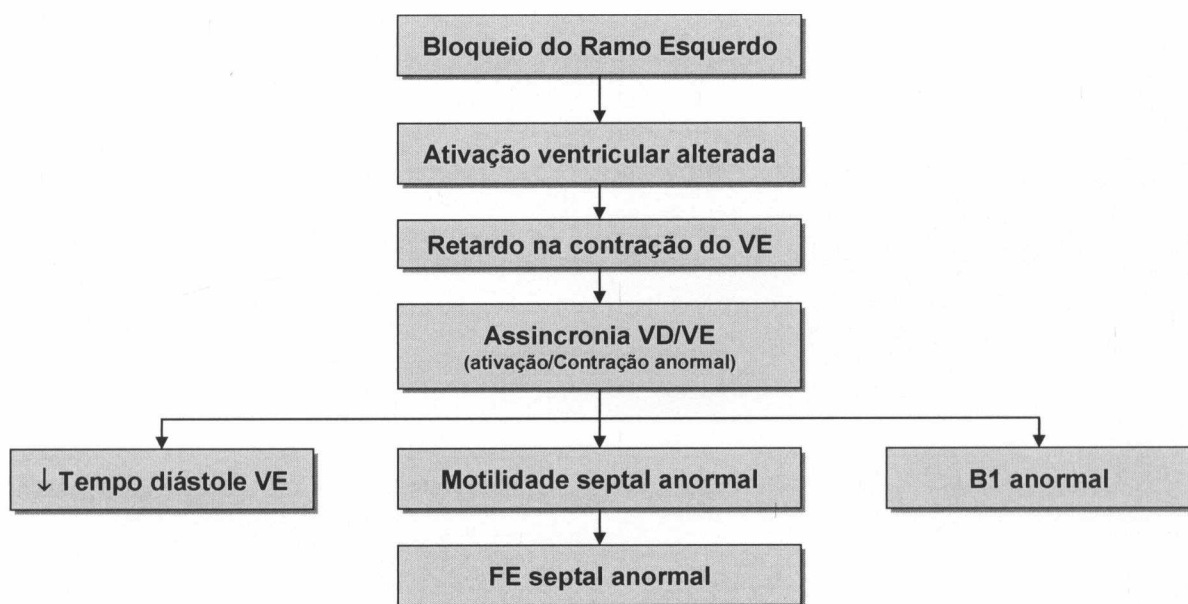 Bloqueio do Ramo Esquerdo
Ativação ventricular alterada
Retardo na contração do VE
Assincronia VD/VE
(ativação/Contração anormal)
↓ Tempo diástole VE
Motilidade septal anormal
B1 anormal
FE septal anormal